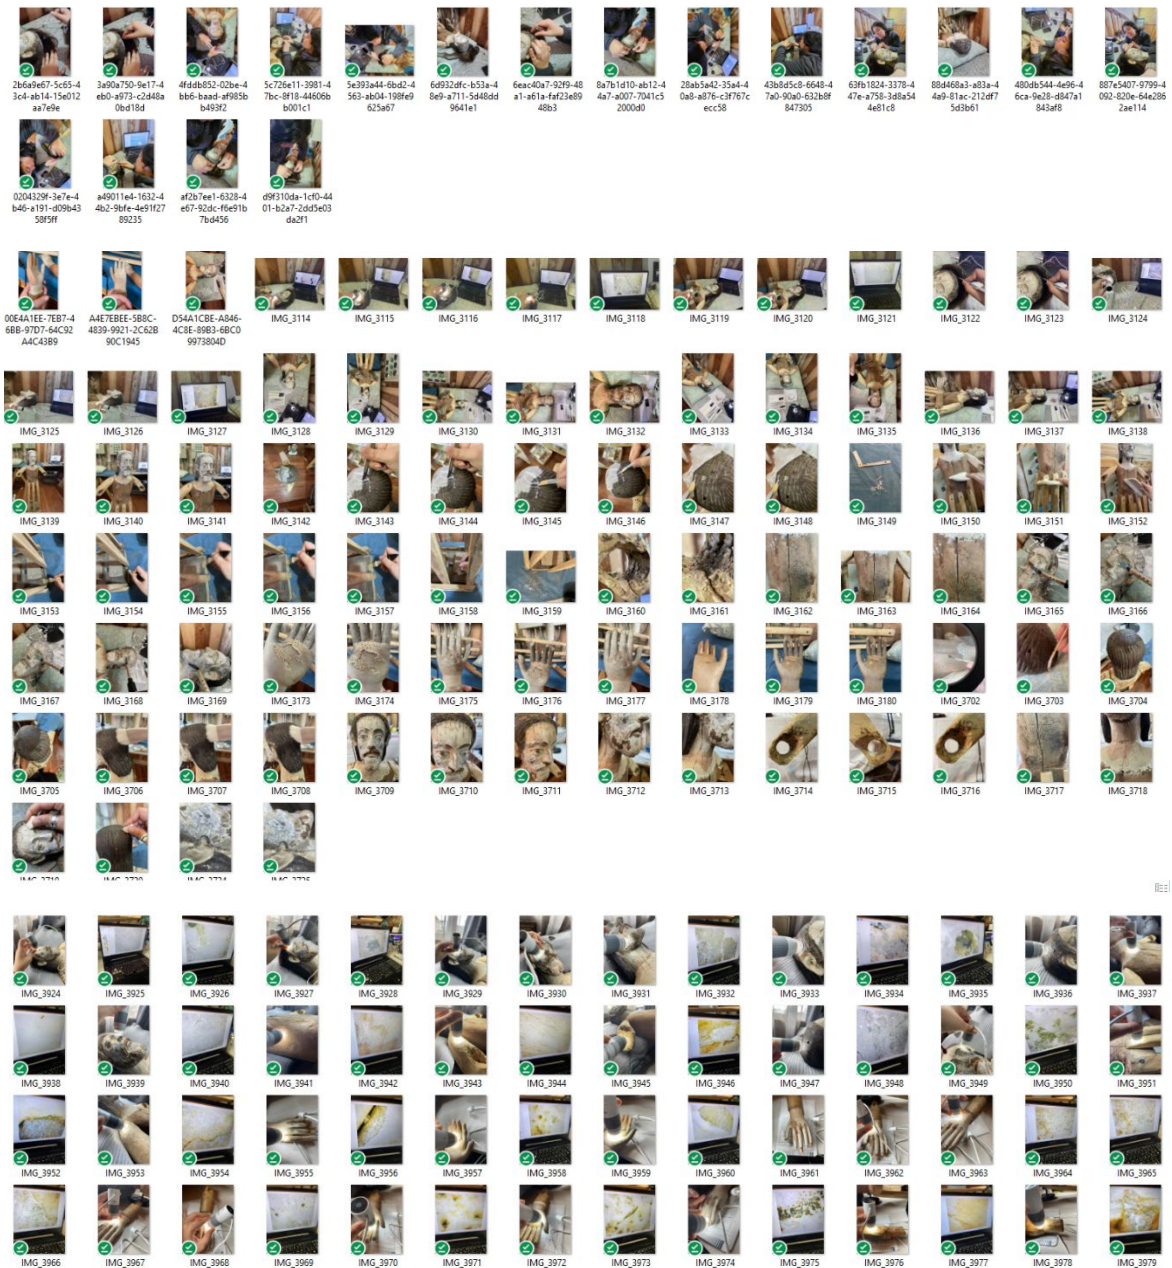 2b6a9e67-5c65-4 3a90a750-9e17-4 4fddb852-02be-4 5c726e11-3981-4 5e393a44-6bd2-4 6d932dfc-b53a-4 6eac40a7-92f9-48 8a7b1d10-ab12-4 28ab5a42-35a4-4 43b8d5c8-6648-4 63fb1824-3378-4 88d468a3-a83a-4 480db544-4e96-4 887e5407-9799-4
3c4-ab14-15e012 eb0-a973-c2d48a bb6-baad-af985b 7bc-8f18-44606b 563-ab04-198fe9 8e9-a711-5d48dd a1-a61a-faf23e89 4a7-a007-7041c5 0a8-a876-c3f767c 7a0-90a0-632b8f 47e-a758-3d8a54 4a9-81ac-212df7 6ca-9e28-d847a1 092-820e-64e286
aa7e9e 0bd18d b493f2 b001c1 625a67 9641e1 48b3 2000d0 ecc58 847305 4e81c8 5d3b61 843af8 2ae114
0204329f-3e7e-4 a49011e4-1632-4 af2b7ee1-6328-4 d9f310da-1cf0-44
b46-a191-d09b43 4b2-9bfe-4e91f27 e67-92dc-f6e91b 01-b2a7-2dd5e03
58f5ff 89235 7bd456 da2f1
00E4A1EE-7EB7-4 A4E7EBEE-5B8C- D54A1CBE-A846- IMG_3114 IMG_3115 IMG_3116 IMG_3117 IMG_3118 IMG_3119 IMG_3120 IMG_3121 IMG_3122 IMG_3123 IMG_3124
6BB-97D7-64C92 4839-9921-2C62B 4C8E-89B3-6BC0
A4C43B9 90C1945 9973804D
IMG_3125 IMG_3126 IMG_3127 IMG_3128 IMG_3129 IMG_3130 IMG_3131 IMG_3132 IMG_3133 IMG_3134 IMG_3135 IMG_3136 IMG_3137 IMG_3138
IMG_3139 IMG_3140 IMG_3141 IMG_3142 IMG_3143 IMG_3144 IMG_3145 IMG_3146 IMG_3147 IMG_3148 IMG_3149 IMG_3150 IMG_3151 IMG_3152
IMG_3153 IMG_3154 IMG_3155 IMG_3156 IMG_3157 IMG_3158 IMG_3159 IMG_3160 IMG_3161 IMG_3162 IMG_3163 IMG_3164 IMG_3165 IMG_3166
IMG_3167 IMG_3168 IMG_3169 IMG_3173 IMG_3174 IMG_3175 IMG_3176 IMG_3177 IMG_3178 IMG_3179 IMG_3180 IMG_3702 IMG_3703 IMG_3704
IMG_3705 IMG_3706 IMG_3707 IMG_3708 IMG_3709 IMG_3710 IMG_3711 IMG_3712 IMG_3713 IMG_3714 IMG_3715 IMG_3716 IMG_3717 IMG_3718
IMG_3924 IMG_3925 IMG_3926 IMG_3927 IMG_3928 IMG_3929 IMG_3930 IMG_3931 IMG_3932 IMG_3933 IMG_3934 IMG_3935 IMG_3936 IMG_3937
IMG_3938 IMG_3939 IMG_3940 IMG_3941 IMG_3942 IMG_3943 IMG_3944 IMG_3945 IMG_3946 IMG_3947 IMG_3948 IMG_3949 IMG_3950 IMG_3951
IMG_3952 IMG_3953 IMG_3954 IMG_3955 IMG_3956 IMG_3957 IMG_3958 IMG_3959 IMG_3960 IMG_3961 IMG_3962 IMG_3963 IMG_3964 IMG_3965
IMG_3966 IMG_3967 IMG_3968 IMG_3969 IMG_3970 IMG_3971 IMG_3972 IMG_3973 IMG_3974 IMG_3975 IMG_3976 IMG_3977 IMG_3978 IMG_3979